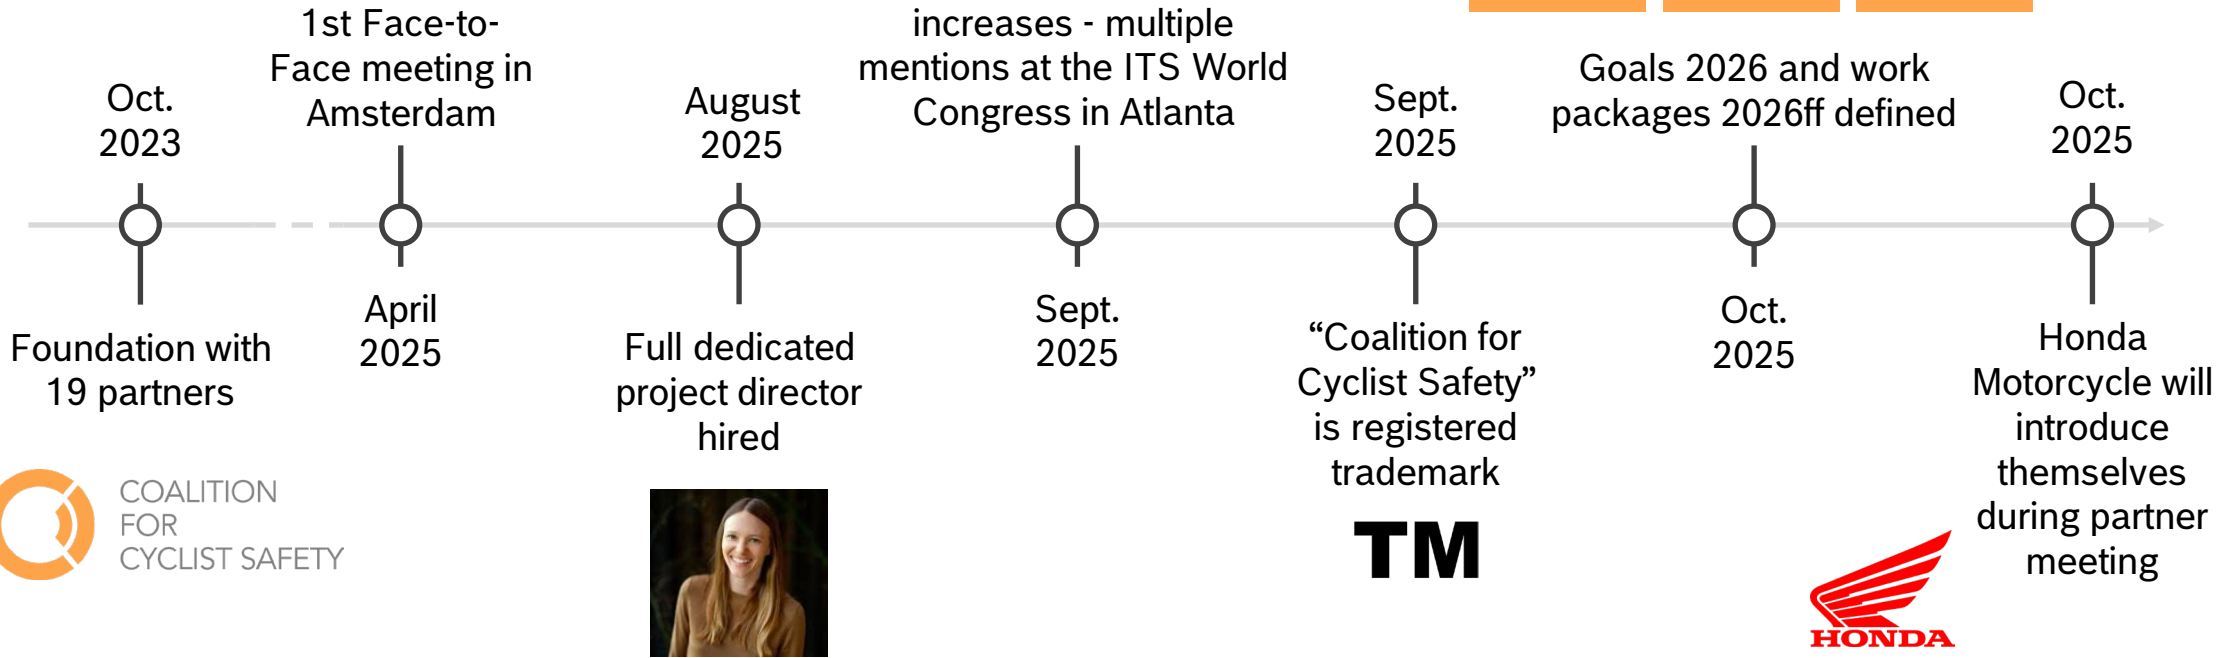 Oct.
2023
Foundation with
19 partners
1st Face-to-
Face meeting in
Amsterdam
April
2025
August
2025
Full dedicated
project director
hired
increases - multiple
mentions at the ITS World
Congress in Atlanta
Sept.
2025
Sept.
2025
“Coalition for
Cyclist Safety”
is registered
trademark
TM
Goals 2026 and work
packages 2026ff defined
Oct.
2025
Oct.
2025
Honda
Motorcycle will
introduce
themselves
during partner
meeting
HONDA
COALITION
FOR
CYCLIST SAFETY